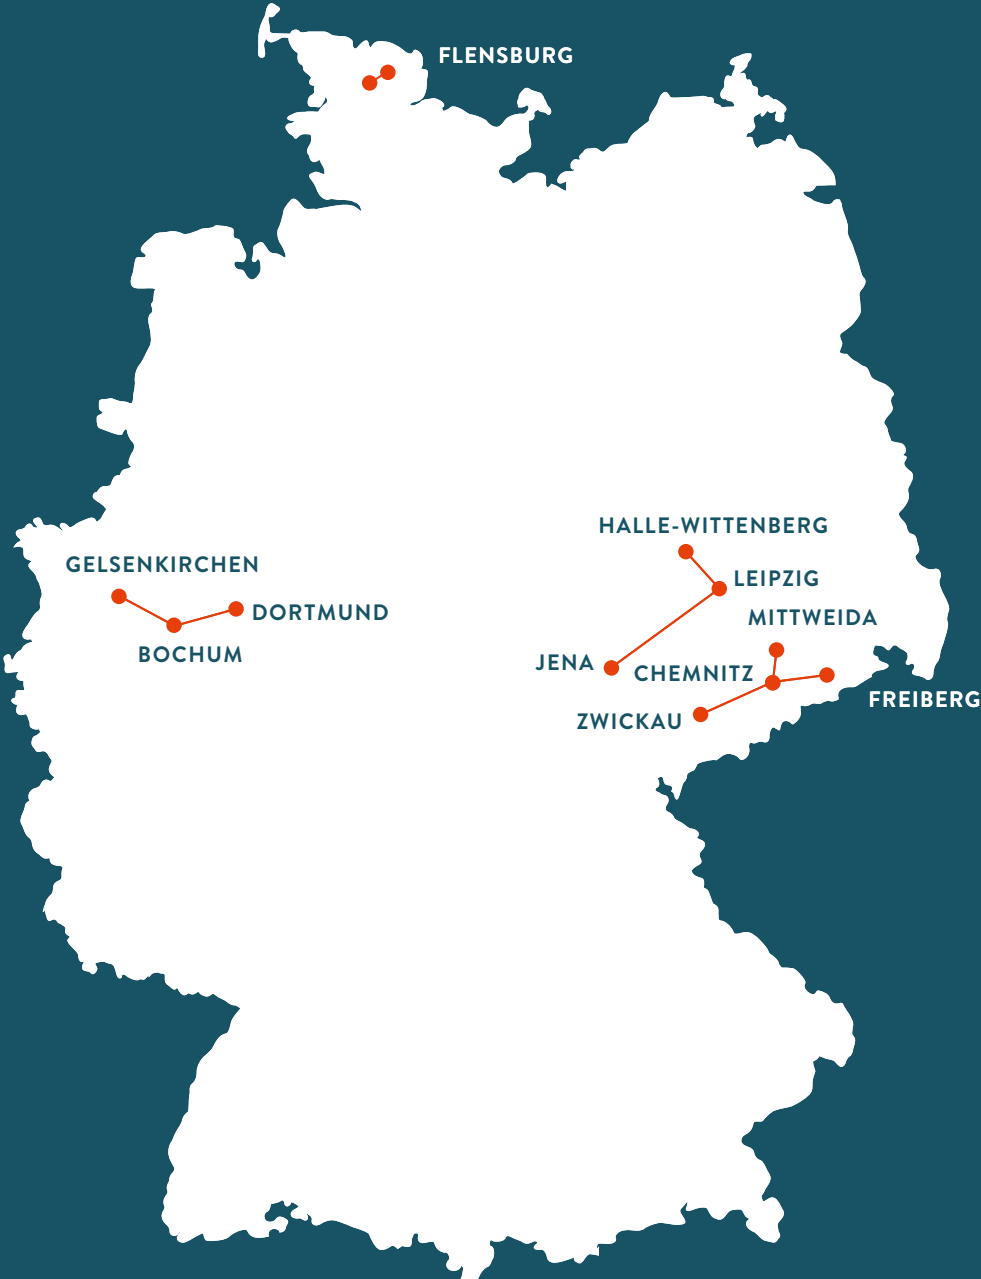 FLENSBURG
HALLE-WITTENBERG
GELSENKIRCHEN
LEIPZIG
DORTMUND
MITTWEIDA
BOCHUM
JENA
CHEMNITZ
FREIBERG
ZWICKAU